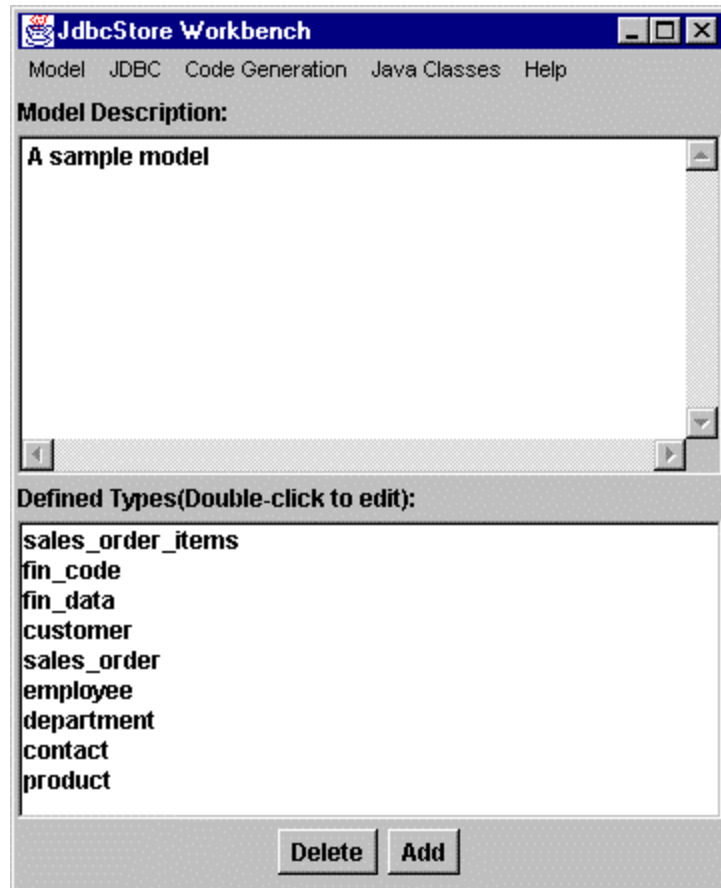 JdbcStore Workbench
Model JDBC Code Generation Java Classes Help
Model Description:
A sample model
Defined Types(Double-click to edit):
sales_order_items
fin_code
fin_data
customer
sales_order
employee
department
contact
product
Delete Add